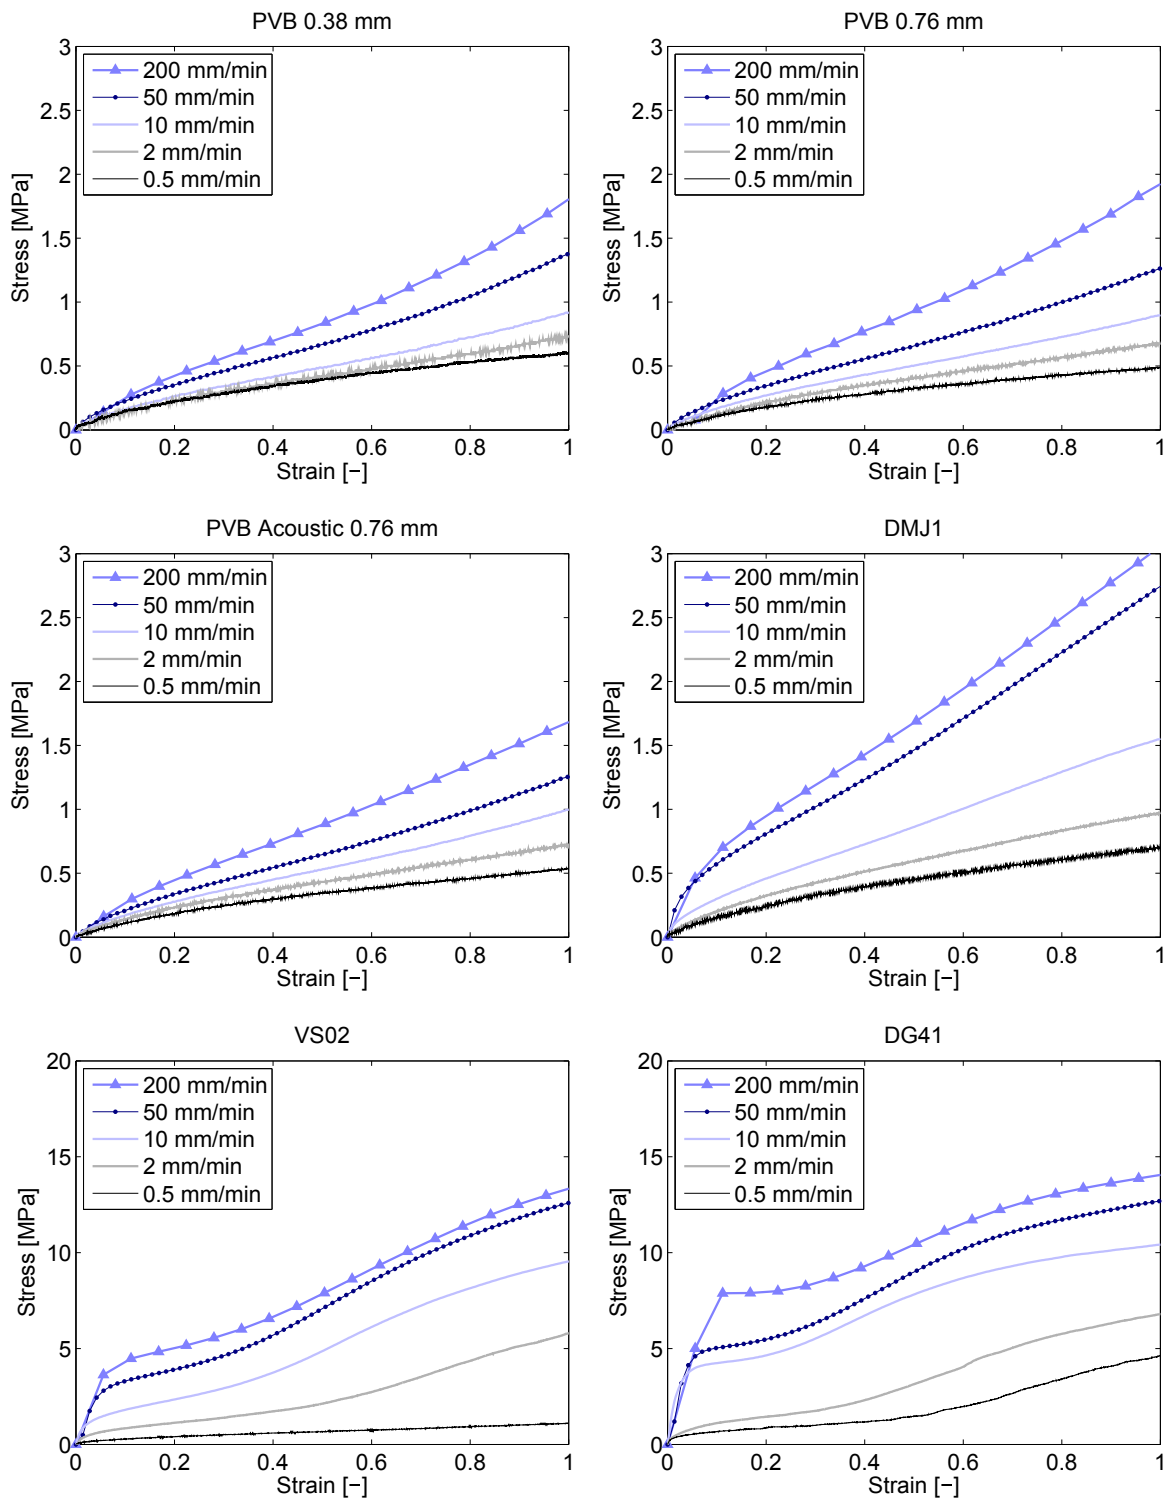 PVB 0.38 mm
3
2.5
2
1.5
1
0.5
0
Stress [MPa]
200 mm/min
50 mm/min
10 mm/min
2 mm/min
0.5 mm/min
0 0.2 0.4 0.6 0.8 1
Strain [−]
PVB 0.76 mm
3
2.5
2
1.5
1
0.5
0
Stress [MPa]
200 mm/min
50 mm/min
10 mm/min
2 mm/min
0.5 mm/min
0 0.2 0.4 0.6 0.8 1
Strain [−]
PVB Acoustic 0.76 mm
3
2.5
2
1.5
1
0.5
0
Stress [MPa]
200 mm/min
50 mm/min
10 mm/min
2 mm/min
0.5 mm/min
0 0.2 0.4 0.6 0.8 1
Strain [−]
DMJ1
3
2.5
2
1.5
1
0.5
0
Stress [MPa]
200 mm/min
50 mm/min
10 mm/min
2 mm/min
0.5 mm/min
0 0.2 0.4 0.6 0.8 1
Strain [−]
VS02
20
15
10
5
0
Stress [MPa]
200 mm/min
50 mm/min
10 mm/min
2 mm/min
0.5 mm/min
0 0.2 0.4 0.6 0.8 1
Strain [−]
DG41
20
15
10
5
0
Stress [MPa]
200 mm/min
50 mm/min
10 mm/min
2 mm/min
0.5 mm/min
0 0.2 0.4 0.6 0.8 1
Strain [−]